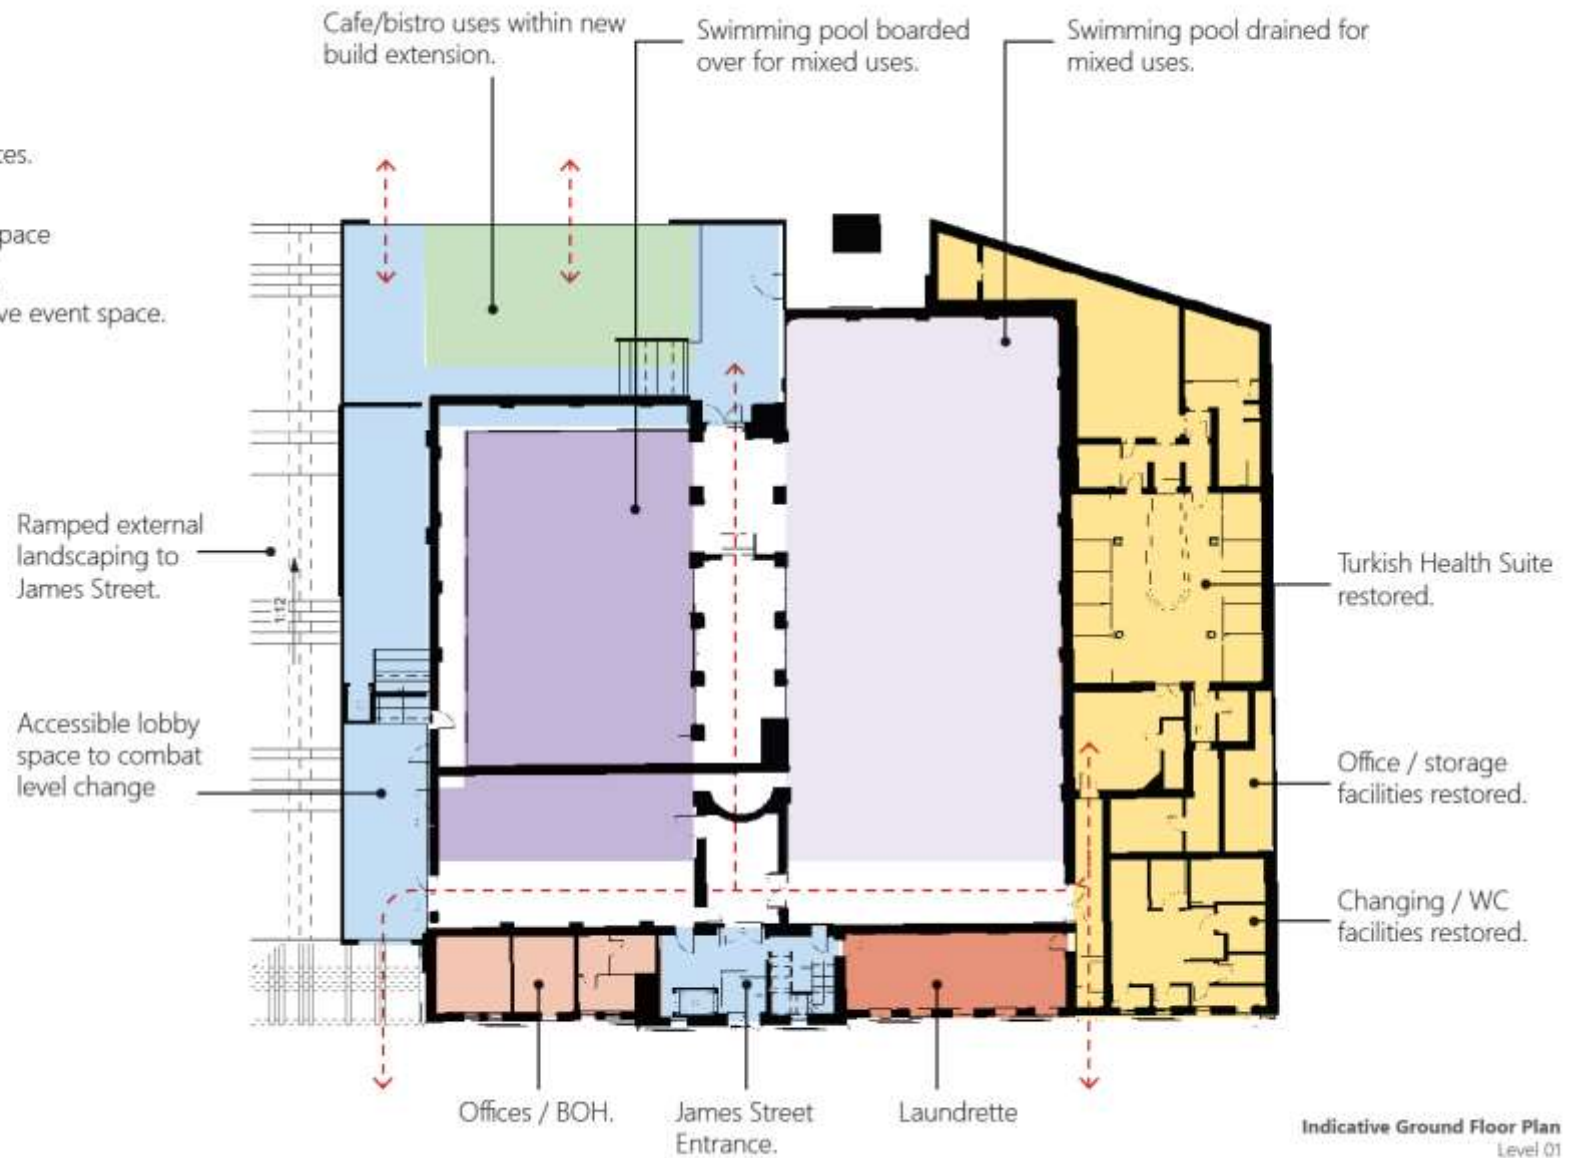 Cafe/bistro uses within new
build extension.
Swimming pool boarded
over for mixed uses.
Swimming pool drained for
mixed uses.
ve event space.
Ramped external
landscaping to
James Street.
1:12
Accessible lobby
space to combat
level change
Turkish Health Suite
restored.
Office / storage
facilities restored.
Changing / WC
facilities restored.
Offices / BOH.
James Street
Entrance.
Laundrette
Indicative Ground Floor Plan
Level 01